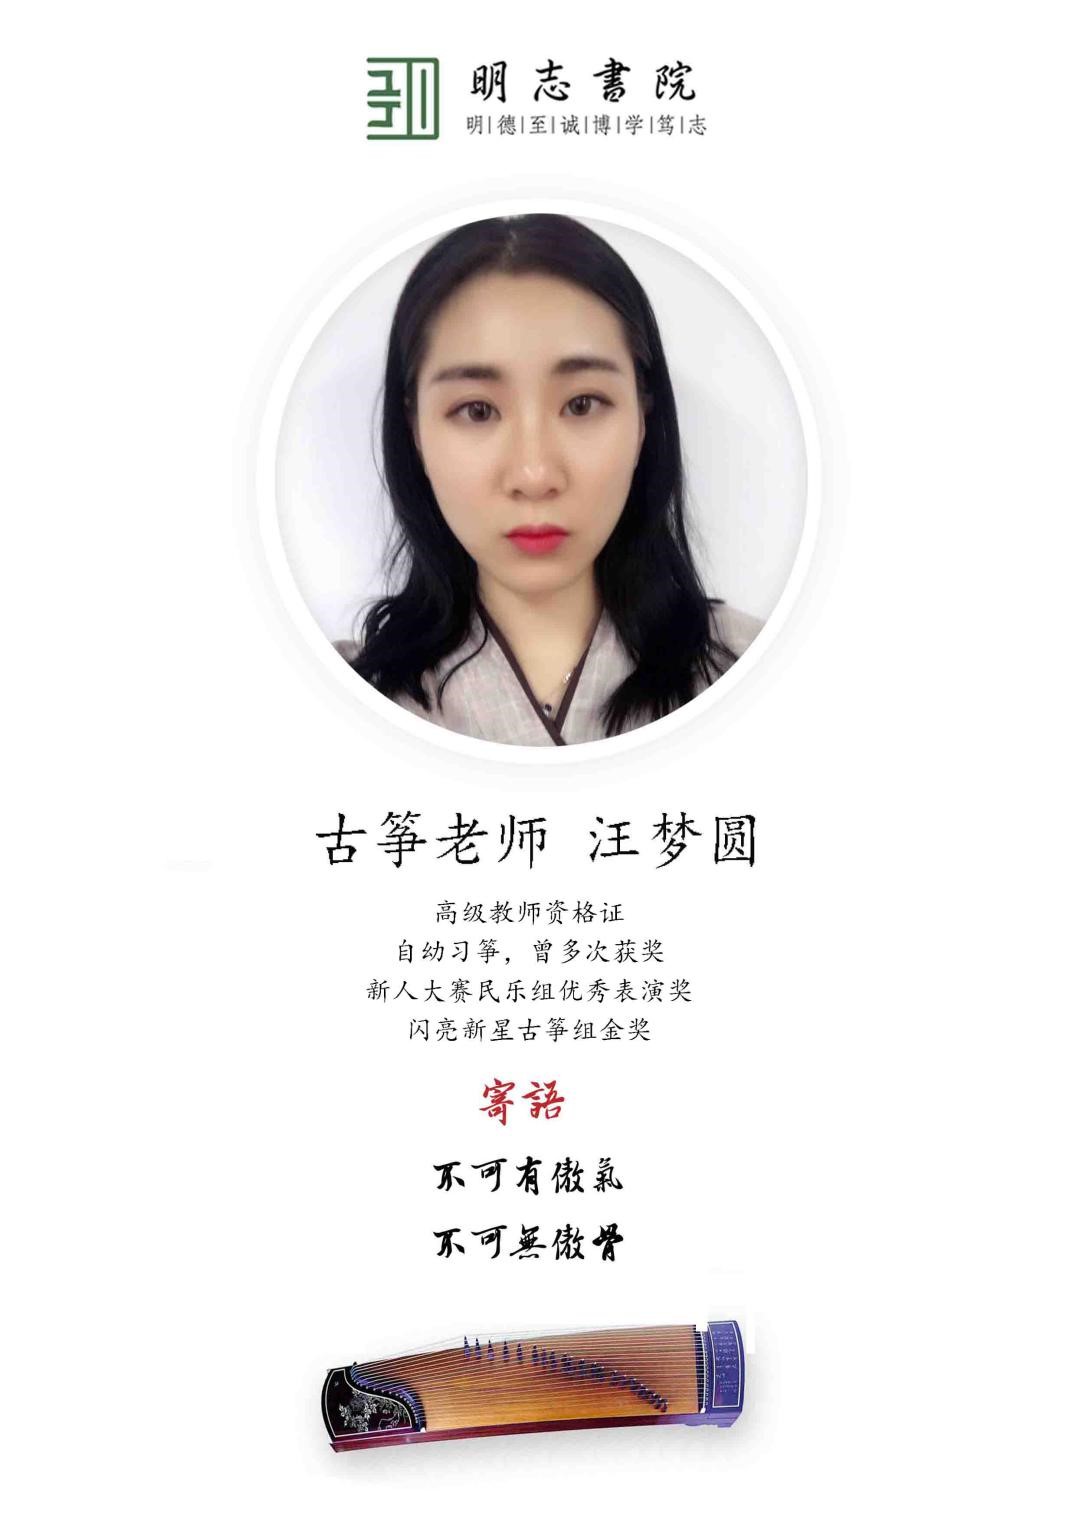 明志書院
明|德|至|诚|博|学|笃|志
古筝老师 汪梦圆
高级教师资格证
自幼习筝，曾多次获奖
新人大赛民乐组优秀表演奖
闪亮新星古筝组金奖
寄語
不可有傲氣
不可無傲骨